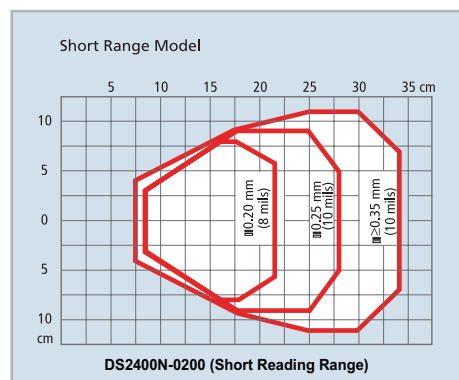 Short Range Model
5 10 15 20 25 30 35 cm
10
5
0
5
10
cm
0.20 mm
(8 mils)
0.25 mm
(10 mils)
≥0.35 mm
(10 mils)
DS2400N-0200 (Short Reading Range)